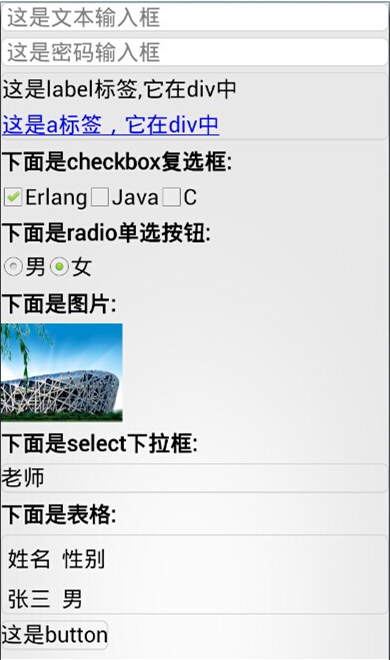 这是文本输入框
这是密码输入框
这是label标签,它在div中
这是a标签，它在div中
下面是checkbox复选框:
Erlang Java C
下面是radio单选按钮:
男 女
下面是图片:
下面是select下拉框:
老师
下面是表格:
姓名 性别
张三 男
这是button